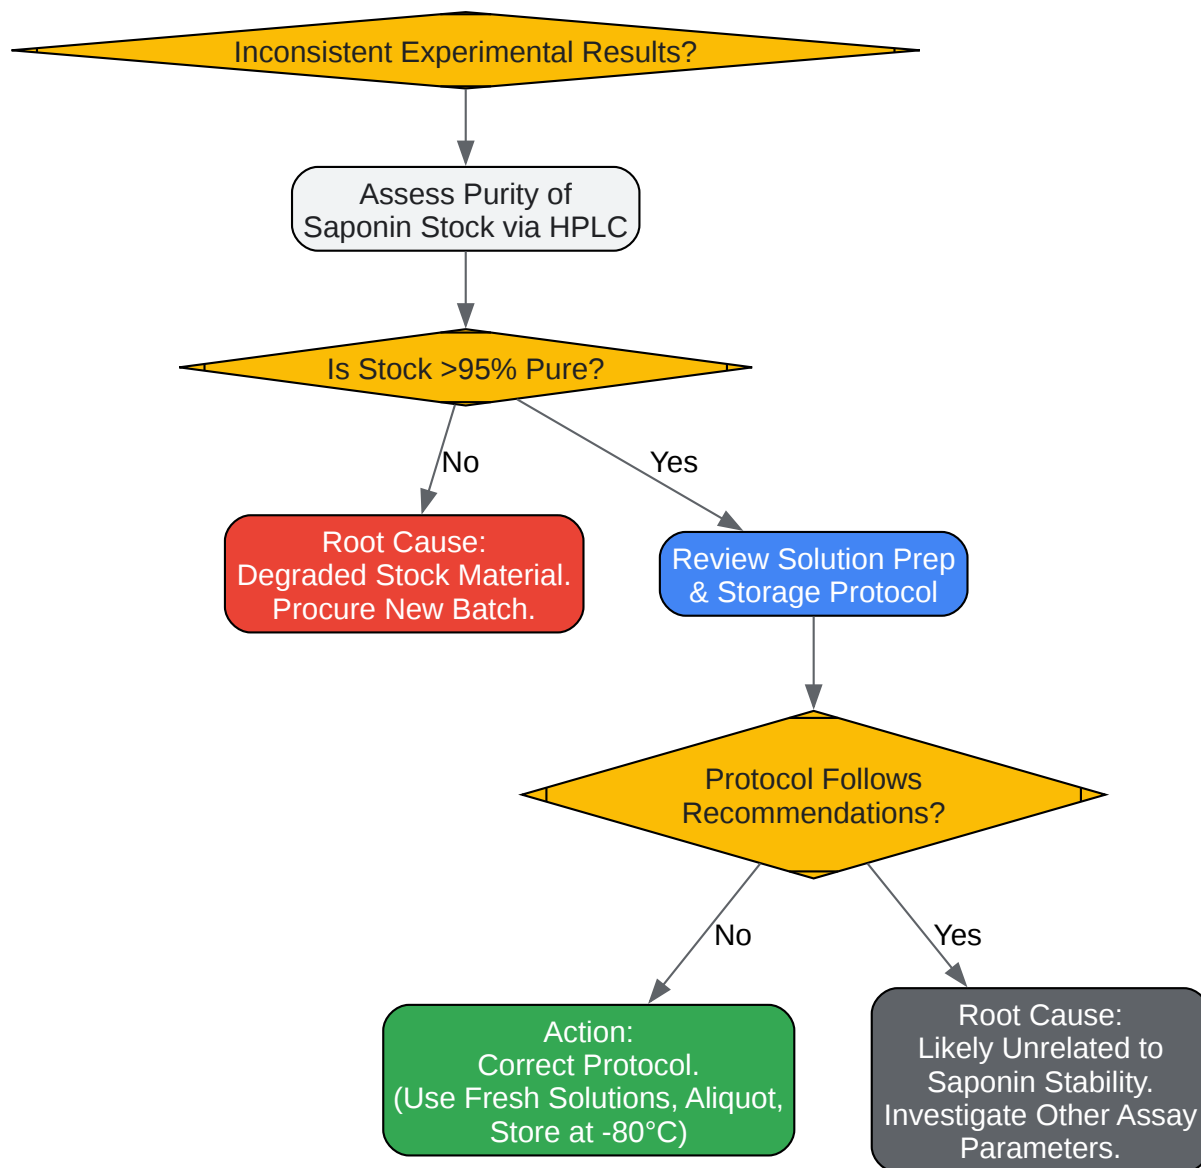 Inconsistent Experimental Results?
Assess Purity of
Saponin Stock via HPLC
Is Stock >95% Pure?
No
Yes
Root Cause:
Degraded Stock Material.
Procure New Batch.
Review Solution Prep
& Storage Protocol
Protocol Follows
Recommendations?
No
Yes
Action:
Correct Protocol.
(Use Fresh Solutions, Aliquot,
Store at -80°C)
Root Cause:
Likely Unrelated to
Saponin Stability.
Investigate Other Assay
Parameters.